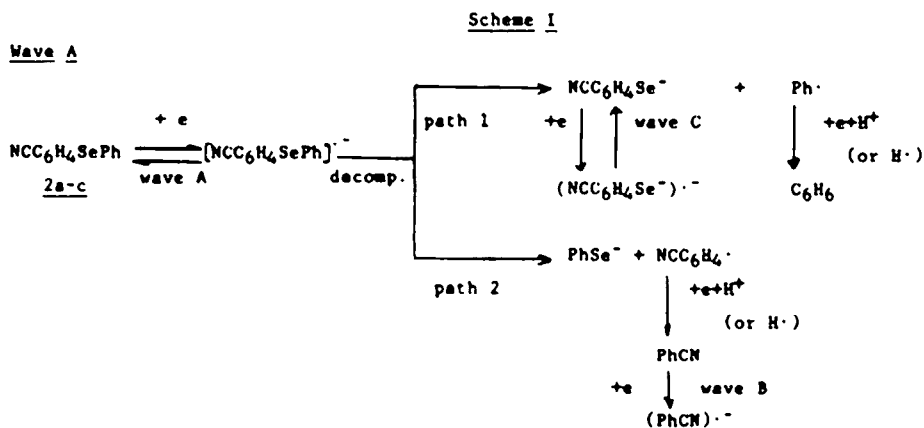 Scheme I
Wave A
NCC₆H₄Se⁻ + Ph·
+ e
path 1
+e
wave C
+e+H⁺
(or H·)
NCC₆H₄SePh
[NCC₆H₄SePh]·⁻
wave A
decomp.
2a-c
(NCC₆H₄Se⁻)·⁻
C₆H₆
PhSe⁻ + NCC₆H₄·
path 2
+e+H⁺
(or H·)
PhCN
+e
wave B
(PhCN)·⁻